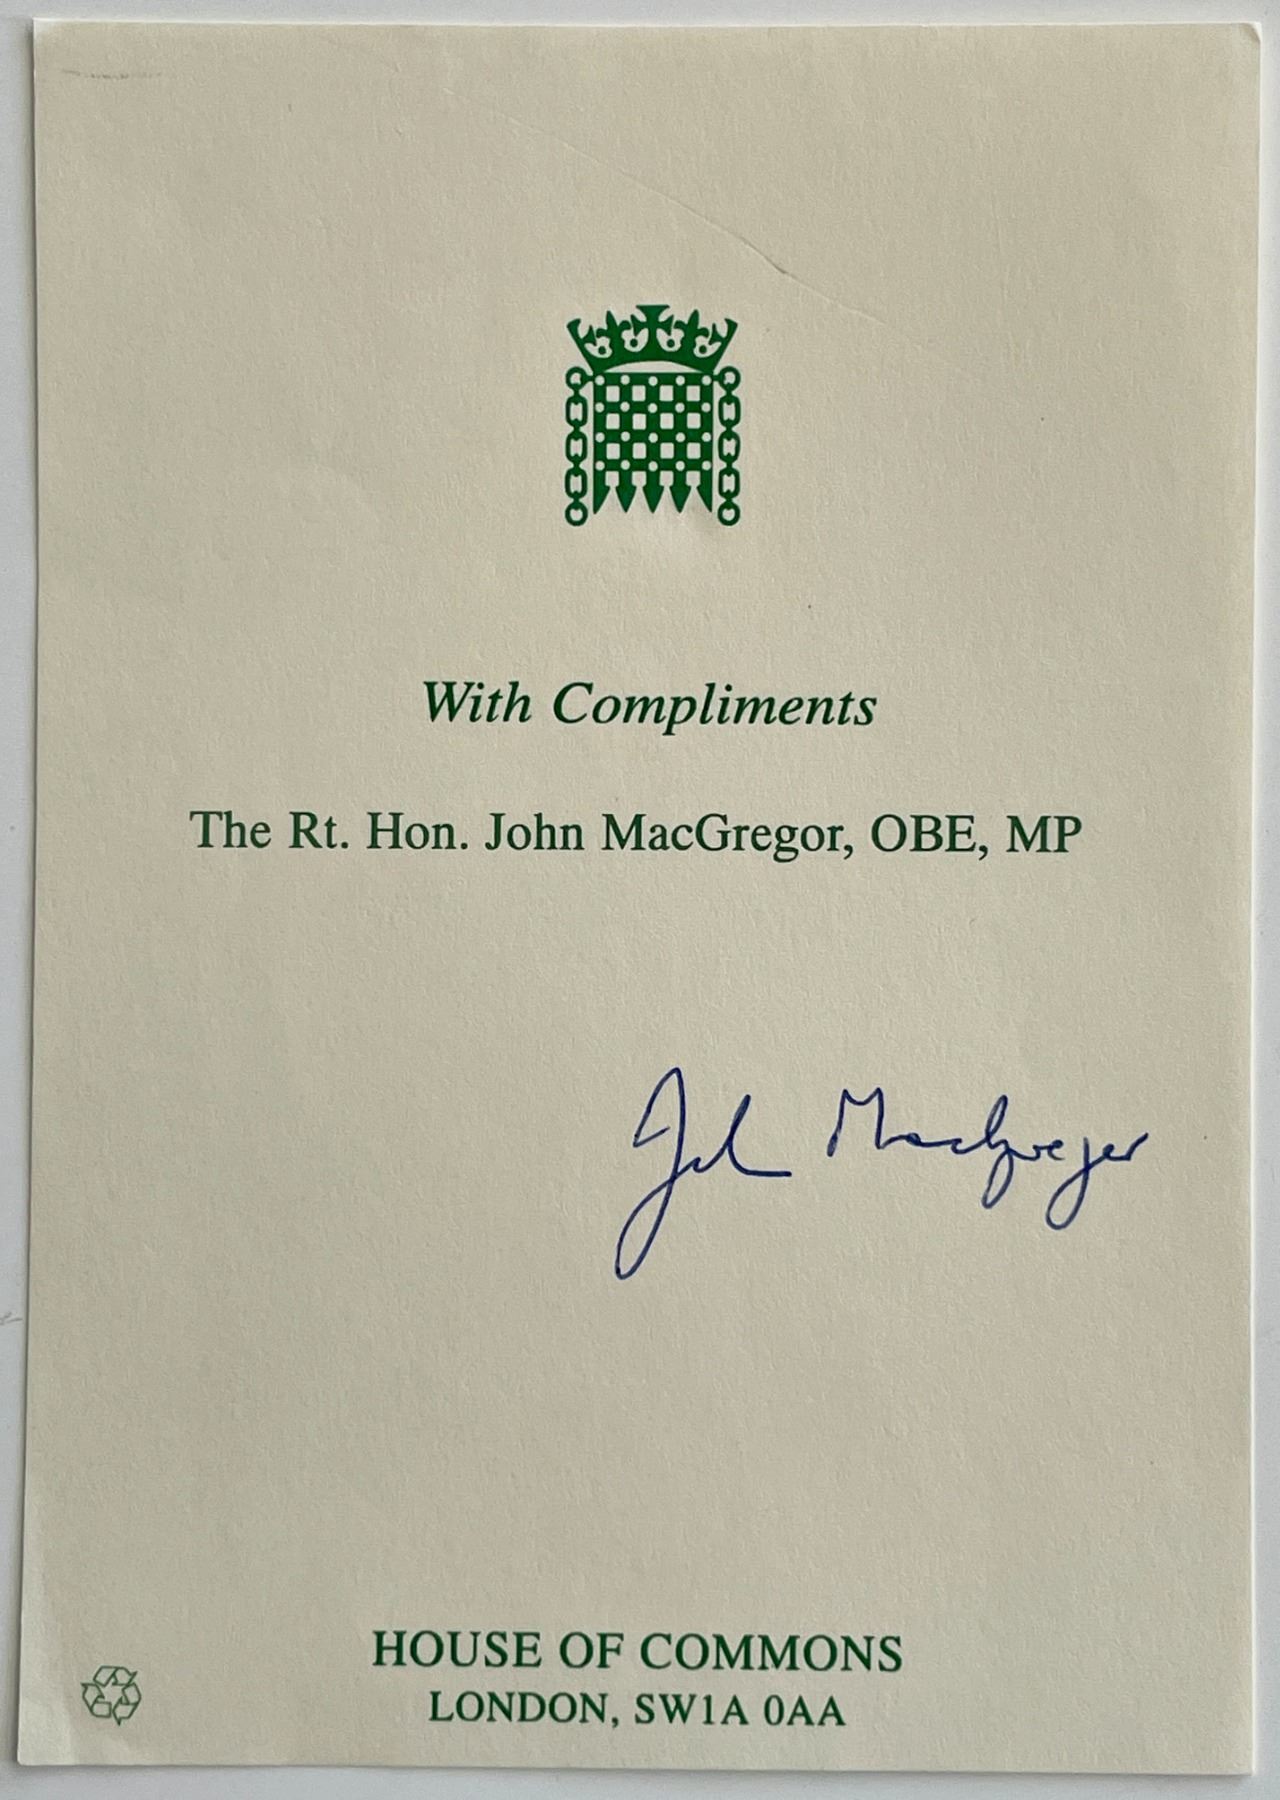 With Compliments
The Rt. Hon. John MacGregor, OBE, MP
John MacGregor
HOUSE OF COMMONS
LONDON, SW1A 0AA